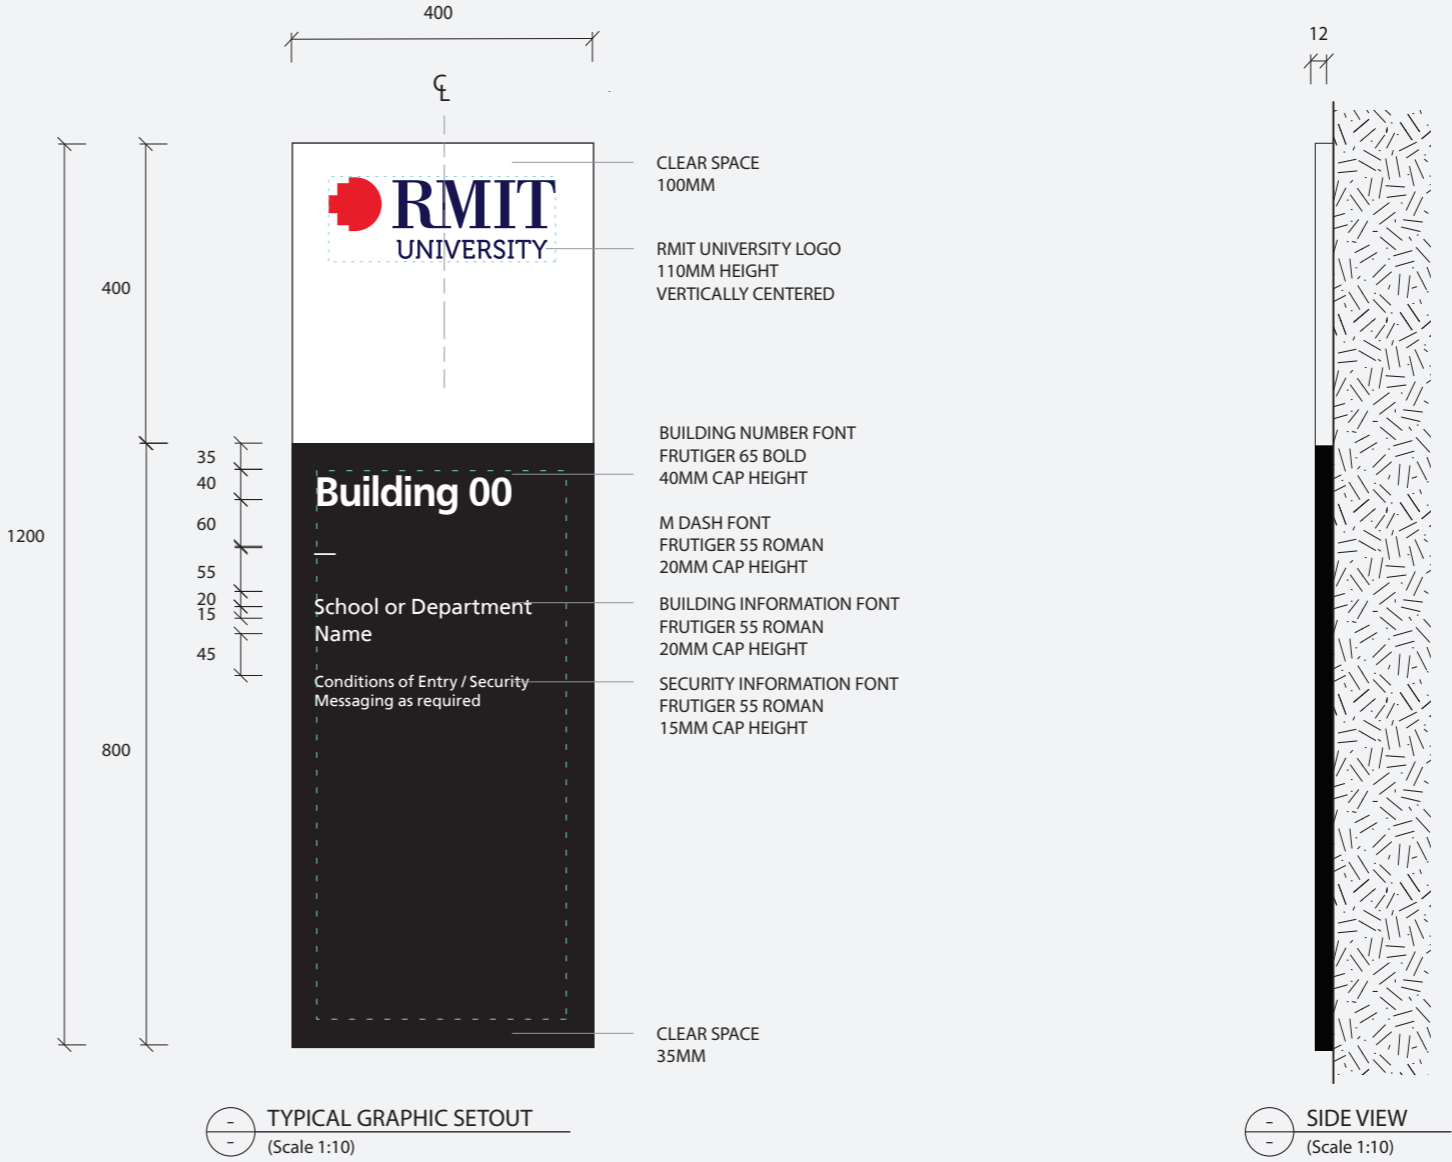 400
12
℄
CLEAR SPACE
100MM
RMIT
UNIVERSITY
RMIT UNIVERSITY LOGO
110MM HEIGHT
VERTICALLY CENTERED
400
1200
800
35
40
60
55
20
15
45
Building 00
—
School or Department
Name
Conditions of Entry / Security
Messaging as required
BUILDING NUMBER FONT
FRUTIGER 65 BOLD
40MM CAP HEIGHT
M DASH FONT
FRUTIGER 55 ROMAN
20MM CAP HEIGHT
BUILDING INFORMATION FONT
FRUTIGER 55 ROMAN
20MM CAP HEIGHT
SECURITY INFORMATION FONT
FRUTIGER 55 ROMAN
15MM CAP HEIGHT
CLEAR SPACE
35MM
–
–
TYPICAL GRAPHIC SETOUT
(Scale 1:10)
–
–
SIDE VIEW
(Scale 1:10)